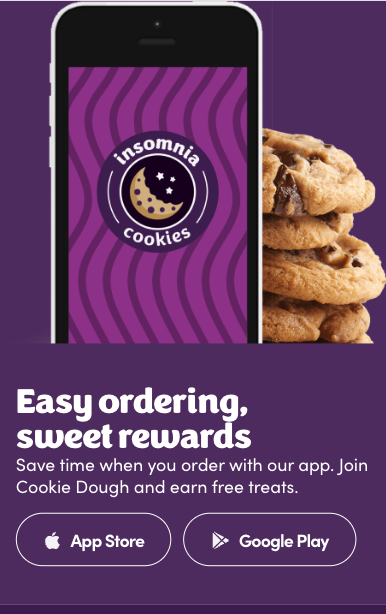 insomnia
cookies
Easy ordering,
sweet rewards
Save time when you order with our app. Join
Cookie Dough and earn free treats.
App Store
Google Play